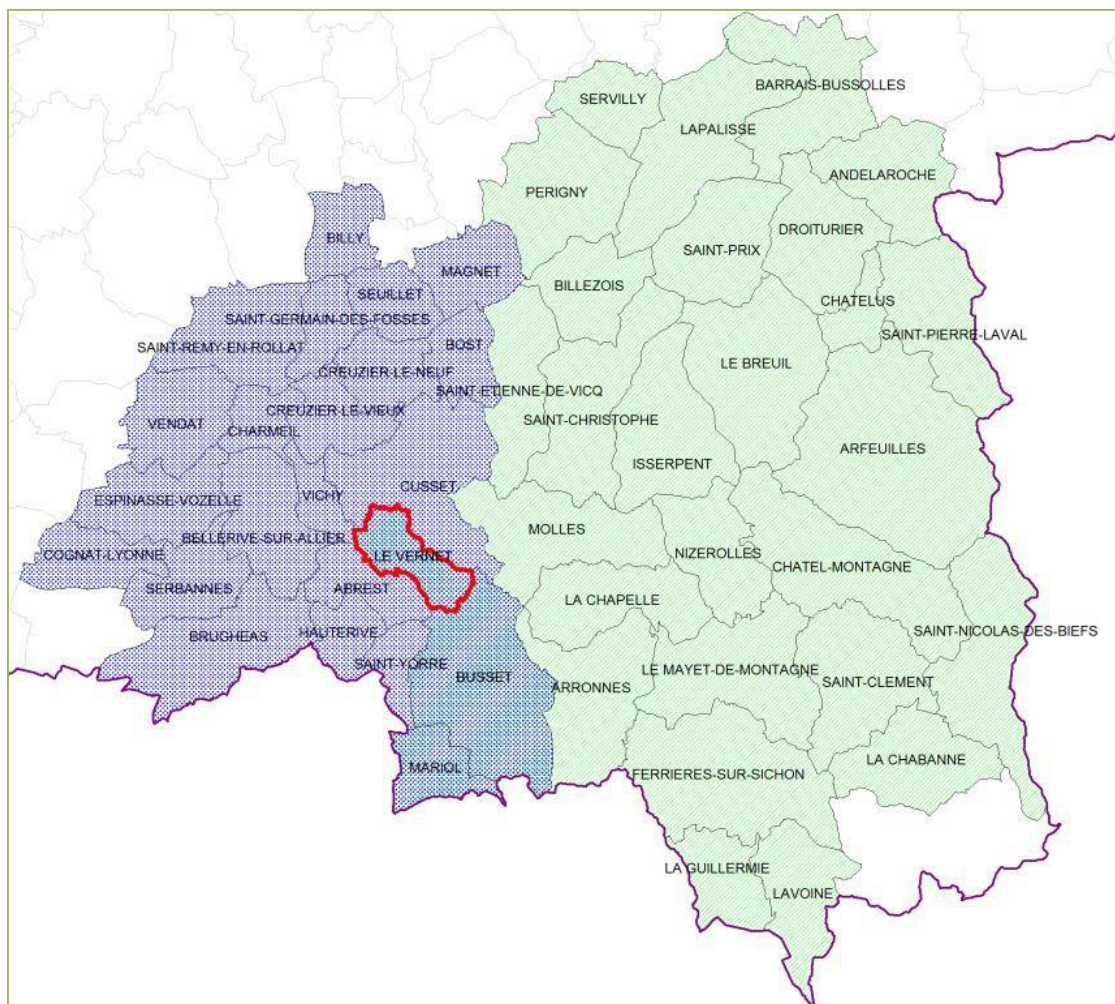 BARRAIS-BUSSOLLES
SERVILLY
LAPALISSE
ANDELAROCHE
PERIGNY
DROITURIER
BILLY
SAINT-PRIX
MAGNET
BILLEZOIS
SEUILLET
CHATELUS
SAINT-GERMAIN-DES-FOSSES
SAINT-PIERRE-LAVAL
BOST
SAINT-REMY-EN-ROLLAT
LE BREUIL
CREUZIER-LE-NEUF
SAINT-ETIENNE-DE-VICQ
CREUZIER-LE-VIEUX
SAINT-CHRISTOPHE
VENDAT
CHARMEIL
ARFEUILLES
ISSERPENT
CUSSET
VICHY
ESPINASSE-VOZELLE
MOLLES
BELLERIVE-SUR-ALLIER
COGNAT-LYONNE
LE VERNET
NIZEROLLES
CHATEL-MONTAGNE
SERBANNES
ABREST
LA CHAPELLE
BRUGHEAS
HAUTERIVE
SAINT-NICOLAS-DES-BIEFS
SAINT-YORRE
LE MAYET-DE-MONTAGNE
BUSSET
SAINT-CLEMENT
ARRONNES
LA CHABANNE
MARIOL
FERRIERES-SUR-SICHON
LA GUILLERMIE
LAVOINE